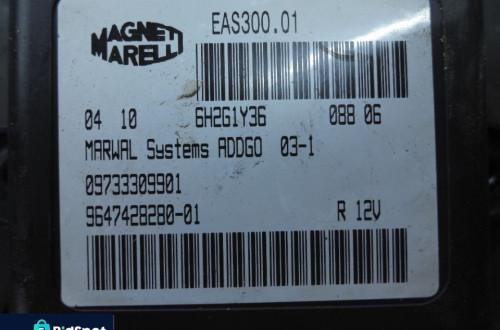 MAGNETI MARELLI
EAS300.01
04 10 6H2G1Y36 088 06
MARWAL Systems ADDGO 03-1
09733309901
9647428280-01 R 12V
BidSpot